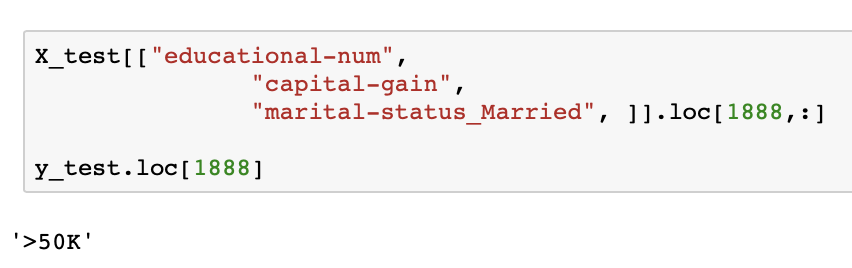 X_test[["educational-num",
"capital-gain",
"marital-status_Married", ]].loc[1888,:]
y_test.loc[1888]
'>50K'